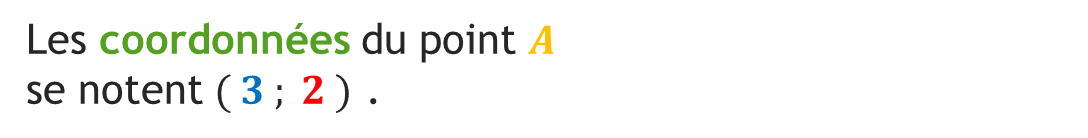 Les coordonnées du point A
se notent ( 3 ; 2 ) .